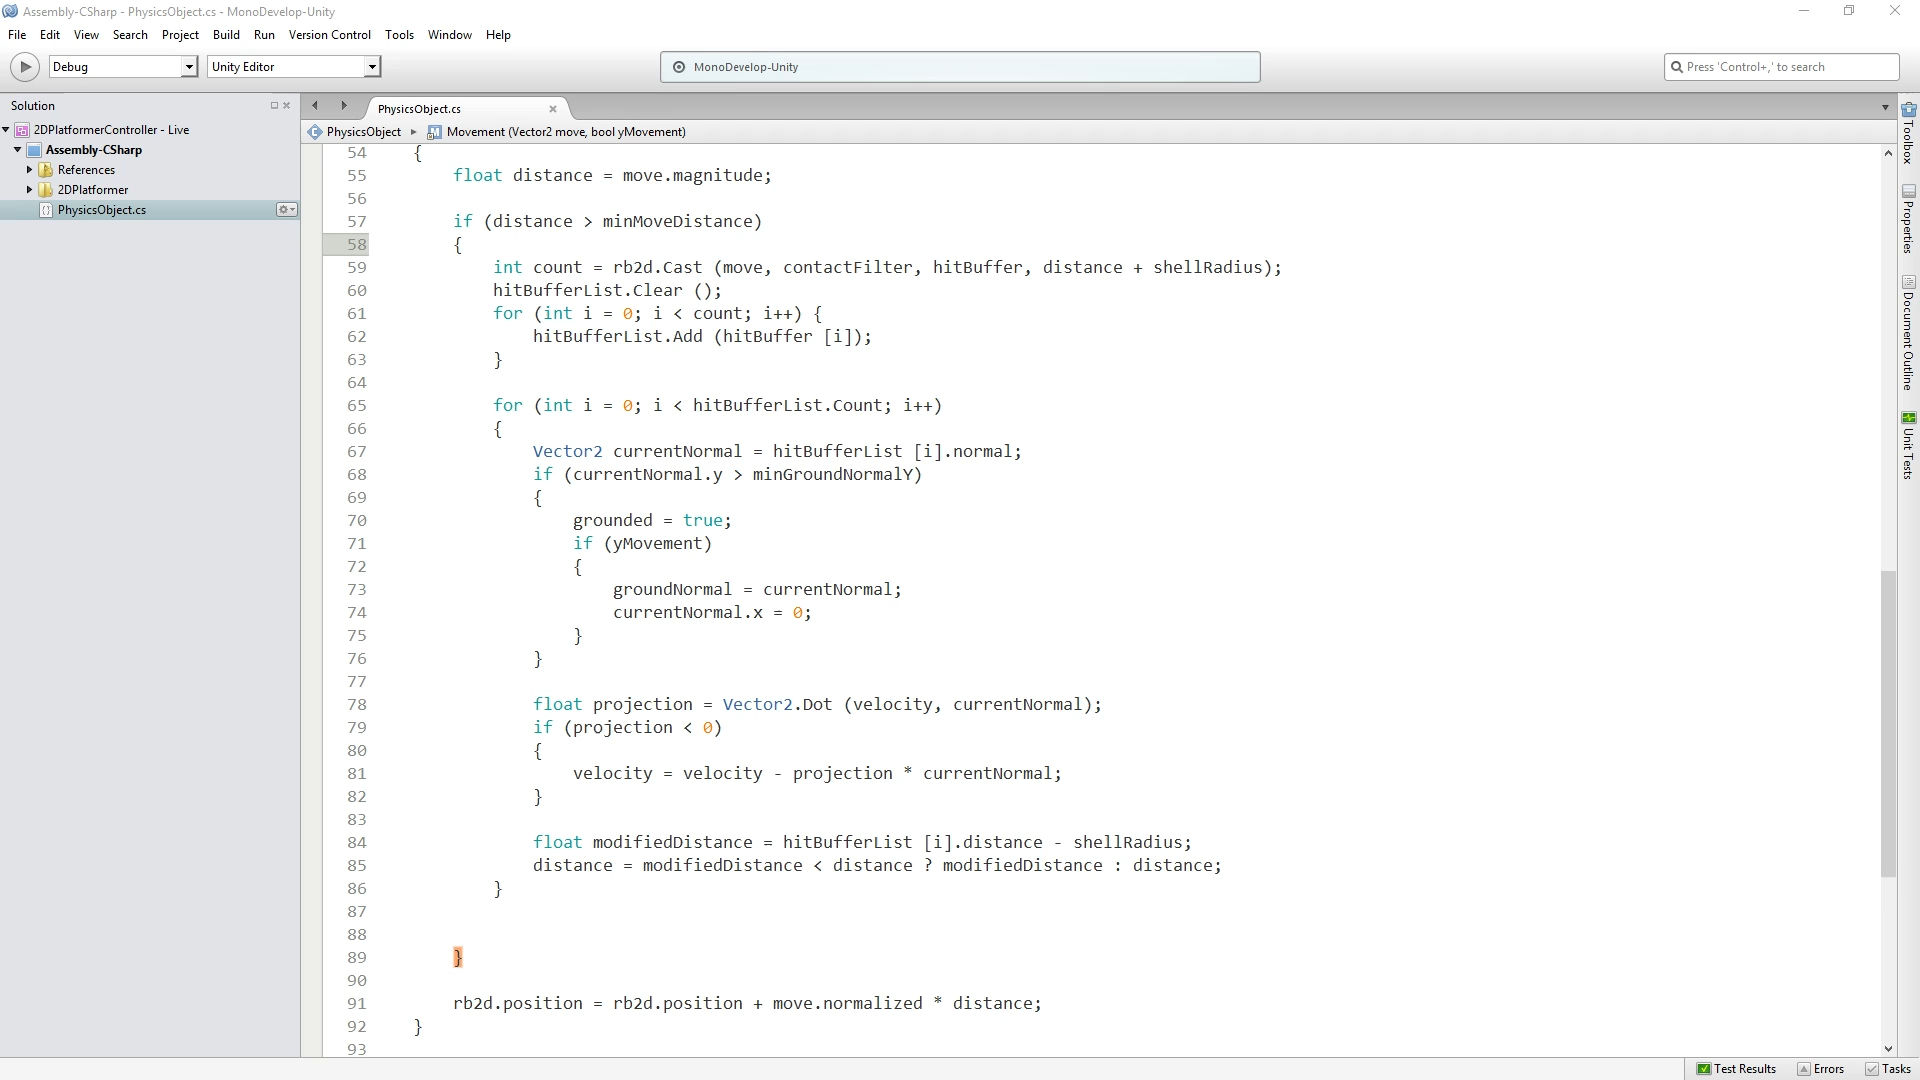 Assembly-CSharp - PhysicsObject.cs - MonoDevelop-Unity
File Edit View Search Project Build Run Version Control Tools Window Help
Debug Unity Editor MonoDevelop-Unity Press 'Control+,' to search
Solution PhysicsObject.cs
PhysicsObject Movement (Vector2 move, bool yMovement)
2DPlatformerController - Live
Assembly-CSharp
References
2DPlatformer
PhysicsObject.cs
54 {
55 float distance = move.magnitude;
56
57 if (distance > minMoveDistance)
58 {
59 int count = rb2d.Cast (move, contactFilter, hitBuffer, distance + shellRadius);
60 hitBufferList.Clear ();
61 for (int i = 0; i < count; i++) {
62 hitBufferList.Add (hitBuffer [i]);
63 }
64
65 for (int i = 0; i < hitBufferList.Count; i++)
66 {
67 Vector2 currentNormal = hitBufferList [i].normal;
68 if (currentNormal.y > minGroundNormalY)
69 {
70 grounded = true;
71 if (yMovement)
72 {
73 groundNormal = currentNormal;
74 currentNormal.x = 0;
75 }
76 }
77
78 float projection = Vector2.Dot (velocity, currentNormal);
79 if (projection < 0)
80 {
81 velocity = velocity - projection * currentNormal;
82 }
83
84 float modifiedDistance = hitBufferList [i].distance - shellRadius;
85 distance = modifiedDistance < distance ? modifiedDistance : distance;
86 }
87
88
89 }
90
91 rb2d.position = rb2d.position + move.normalized * distance;
92 }
93
Toolbox
Properties
Document Outline
Unit Tests
Test Results Errors Tasks